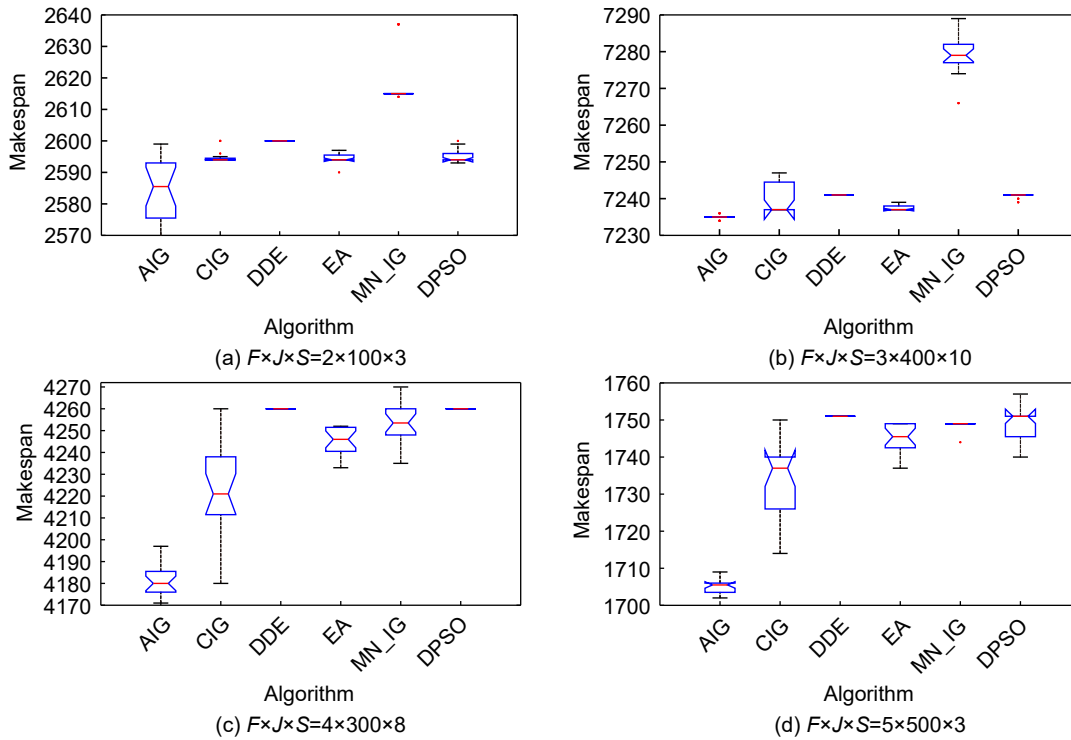 2640
2630
2620
2610
2600
2590
2580
2570
Makespan
AIG
CIG
DDE
EA
MN_IG
DPSO
Algorithm
(a) F×J×S=2×100×3
7290
7280
7270
7260
7250
7240
7230
Makespan
AIG
CIG
DDE
EA
MN_IG
DPSO
Algorithm
(b) F×J×S=3×400×10
4270
4260
4250
4240
4230
4220
4210
4200
4190
4180
4170
Makespan
AIG
CIG
DDE
EA
MN_IG
DPSO
Algorithm
(c) F×J×S=4×300×8
1760
1750
1740
1730
1720
1710
1700
Makespan
AIG
CIG
DDE
EA
MN_IG
DPSO
Algorithm
(d) F×J×S=5×500×3